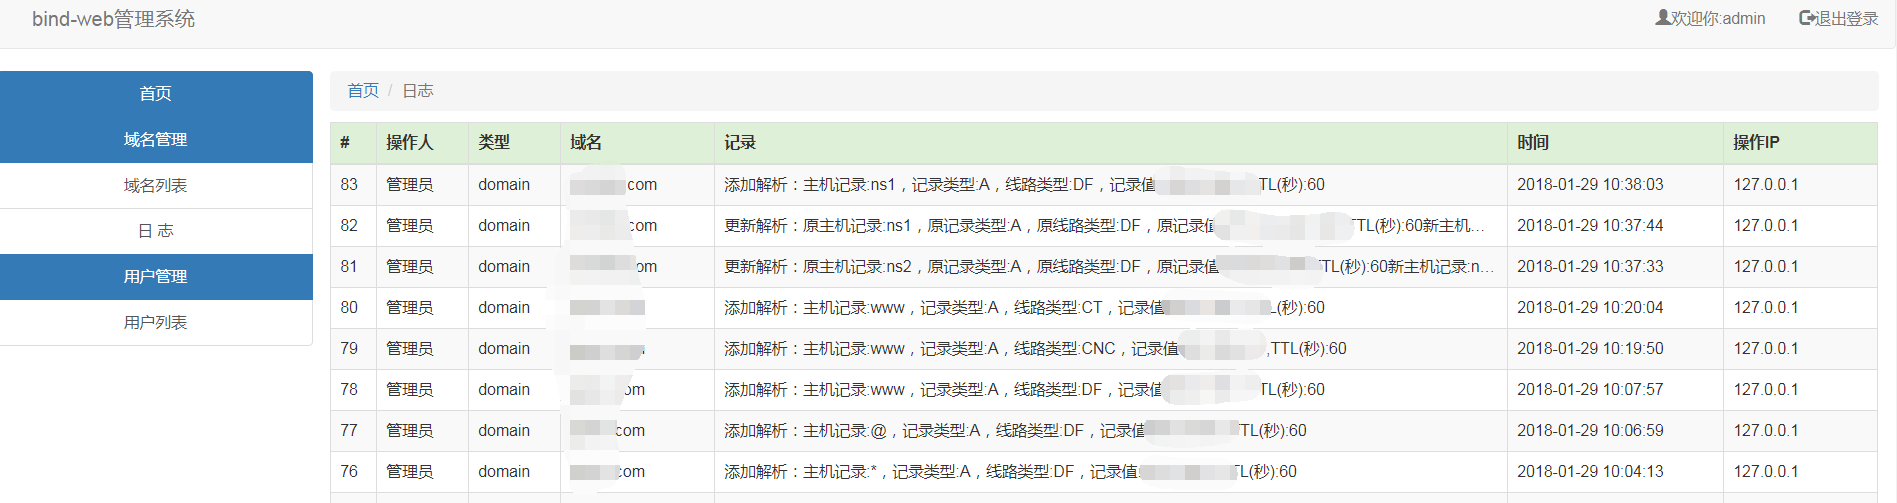 bind-web管理系统
欢迎你:admin 退出登录
首页
域名管理
域名列表
日 志
用户管理
用户列表
首页 / 日志
# 操作人 类型 域名 记录 时间 操作IP
83 管理员 domain com 添加解析：主机记录:ns1，记录类型:A，线路类型:DF，记录值 TL(秒):60 2018-01-29 10:38:03 127.0.0.1
82 管理员 domain com 更新解析：原主机记录:ns1，原记录类型:A，原线路类型:DF，原记录值 TTL(秒):60新主机... 2018-01-29 10:37:44 127.0.0.1
81 管理员 domain om 更新解析：原主机记录:ns2，原记录类型:A，原线路类型:DF，原记录值 TL(秒):60新主机记录:n... 2018-01-29 10:37:33 127.0.0.1
80 管理员 domain 添加解析：主机记录:www，记录类型:A，线路类型:CT，记录值 L(秒):60 2018-01-29 10:20:04 127.0.0.1
79 管理员 domain 添加解析：主机记录:www，记录类型:A，线路类型:CNC，记录值 ,TTL(秒):60 2018-01-29 10:19:50 127.0.0.1
78 管理员 domain om 添加解析：主机记录:www，记录类型:A，线路类型:DF，记录值 TL(秒):60 2018-01-29 10:07:57 127.0.0.1
77 管理员 domain com 添加解析：主机记录:@，记录类型:A，线路类型:DF，记录值 TL(秒):60 2018-01-29 10:06:59 127.0.0.1
76 管理员 domain com 添加解析：主机记录:*，记录类型:A，线路类型:DF，记录值: TL(秒):60 2018-01-29 10:04:13 127.0.0.1